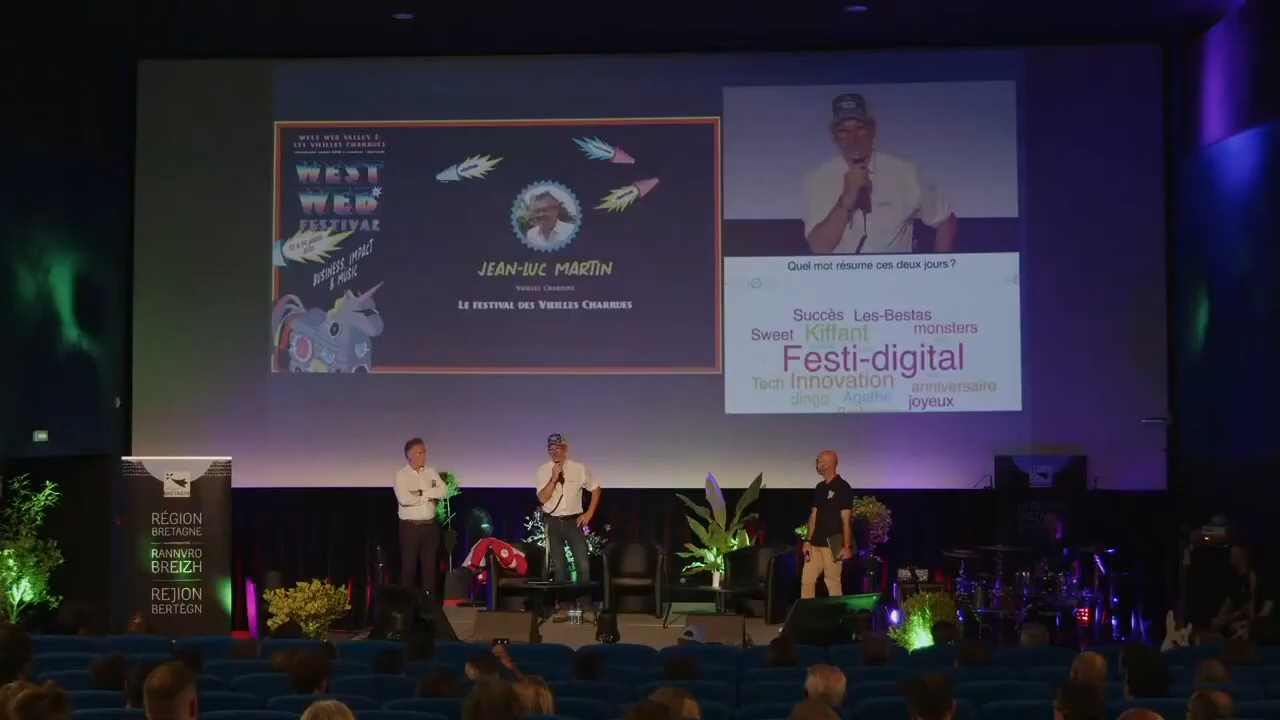 WEST WEB VALLEY &
LES VIEILLES CHARRUES
WEST
WEB
FESTIVAL
BUSINESS, IMPACT
& MUSIC
JEAN-LUC MARTIN
VIEILLES CHARRUES
LE FESTIVAL DES VIEILLES CHARRUES
Quel mot résume ces deux jours ?
Succès Les-Bestas
Sweet Kiffant monsters
Festi-digital
Tech Innovation anniversaire
dingo Agathe joyeux
BRETAGNE
RÉGION
BRETAGNE
RANNVRO
BREIZH
REJION
BERTÈGN